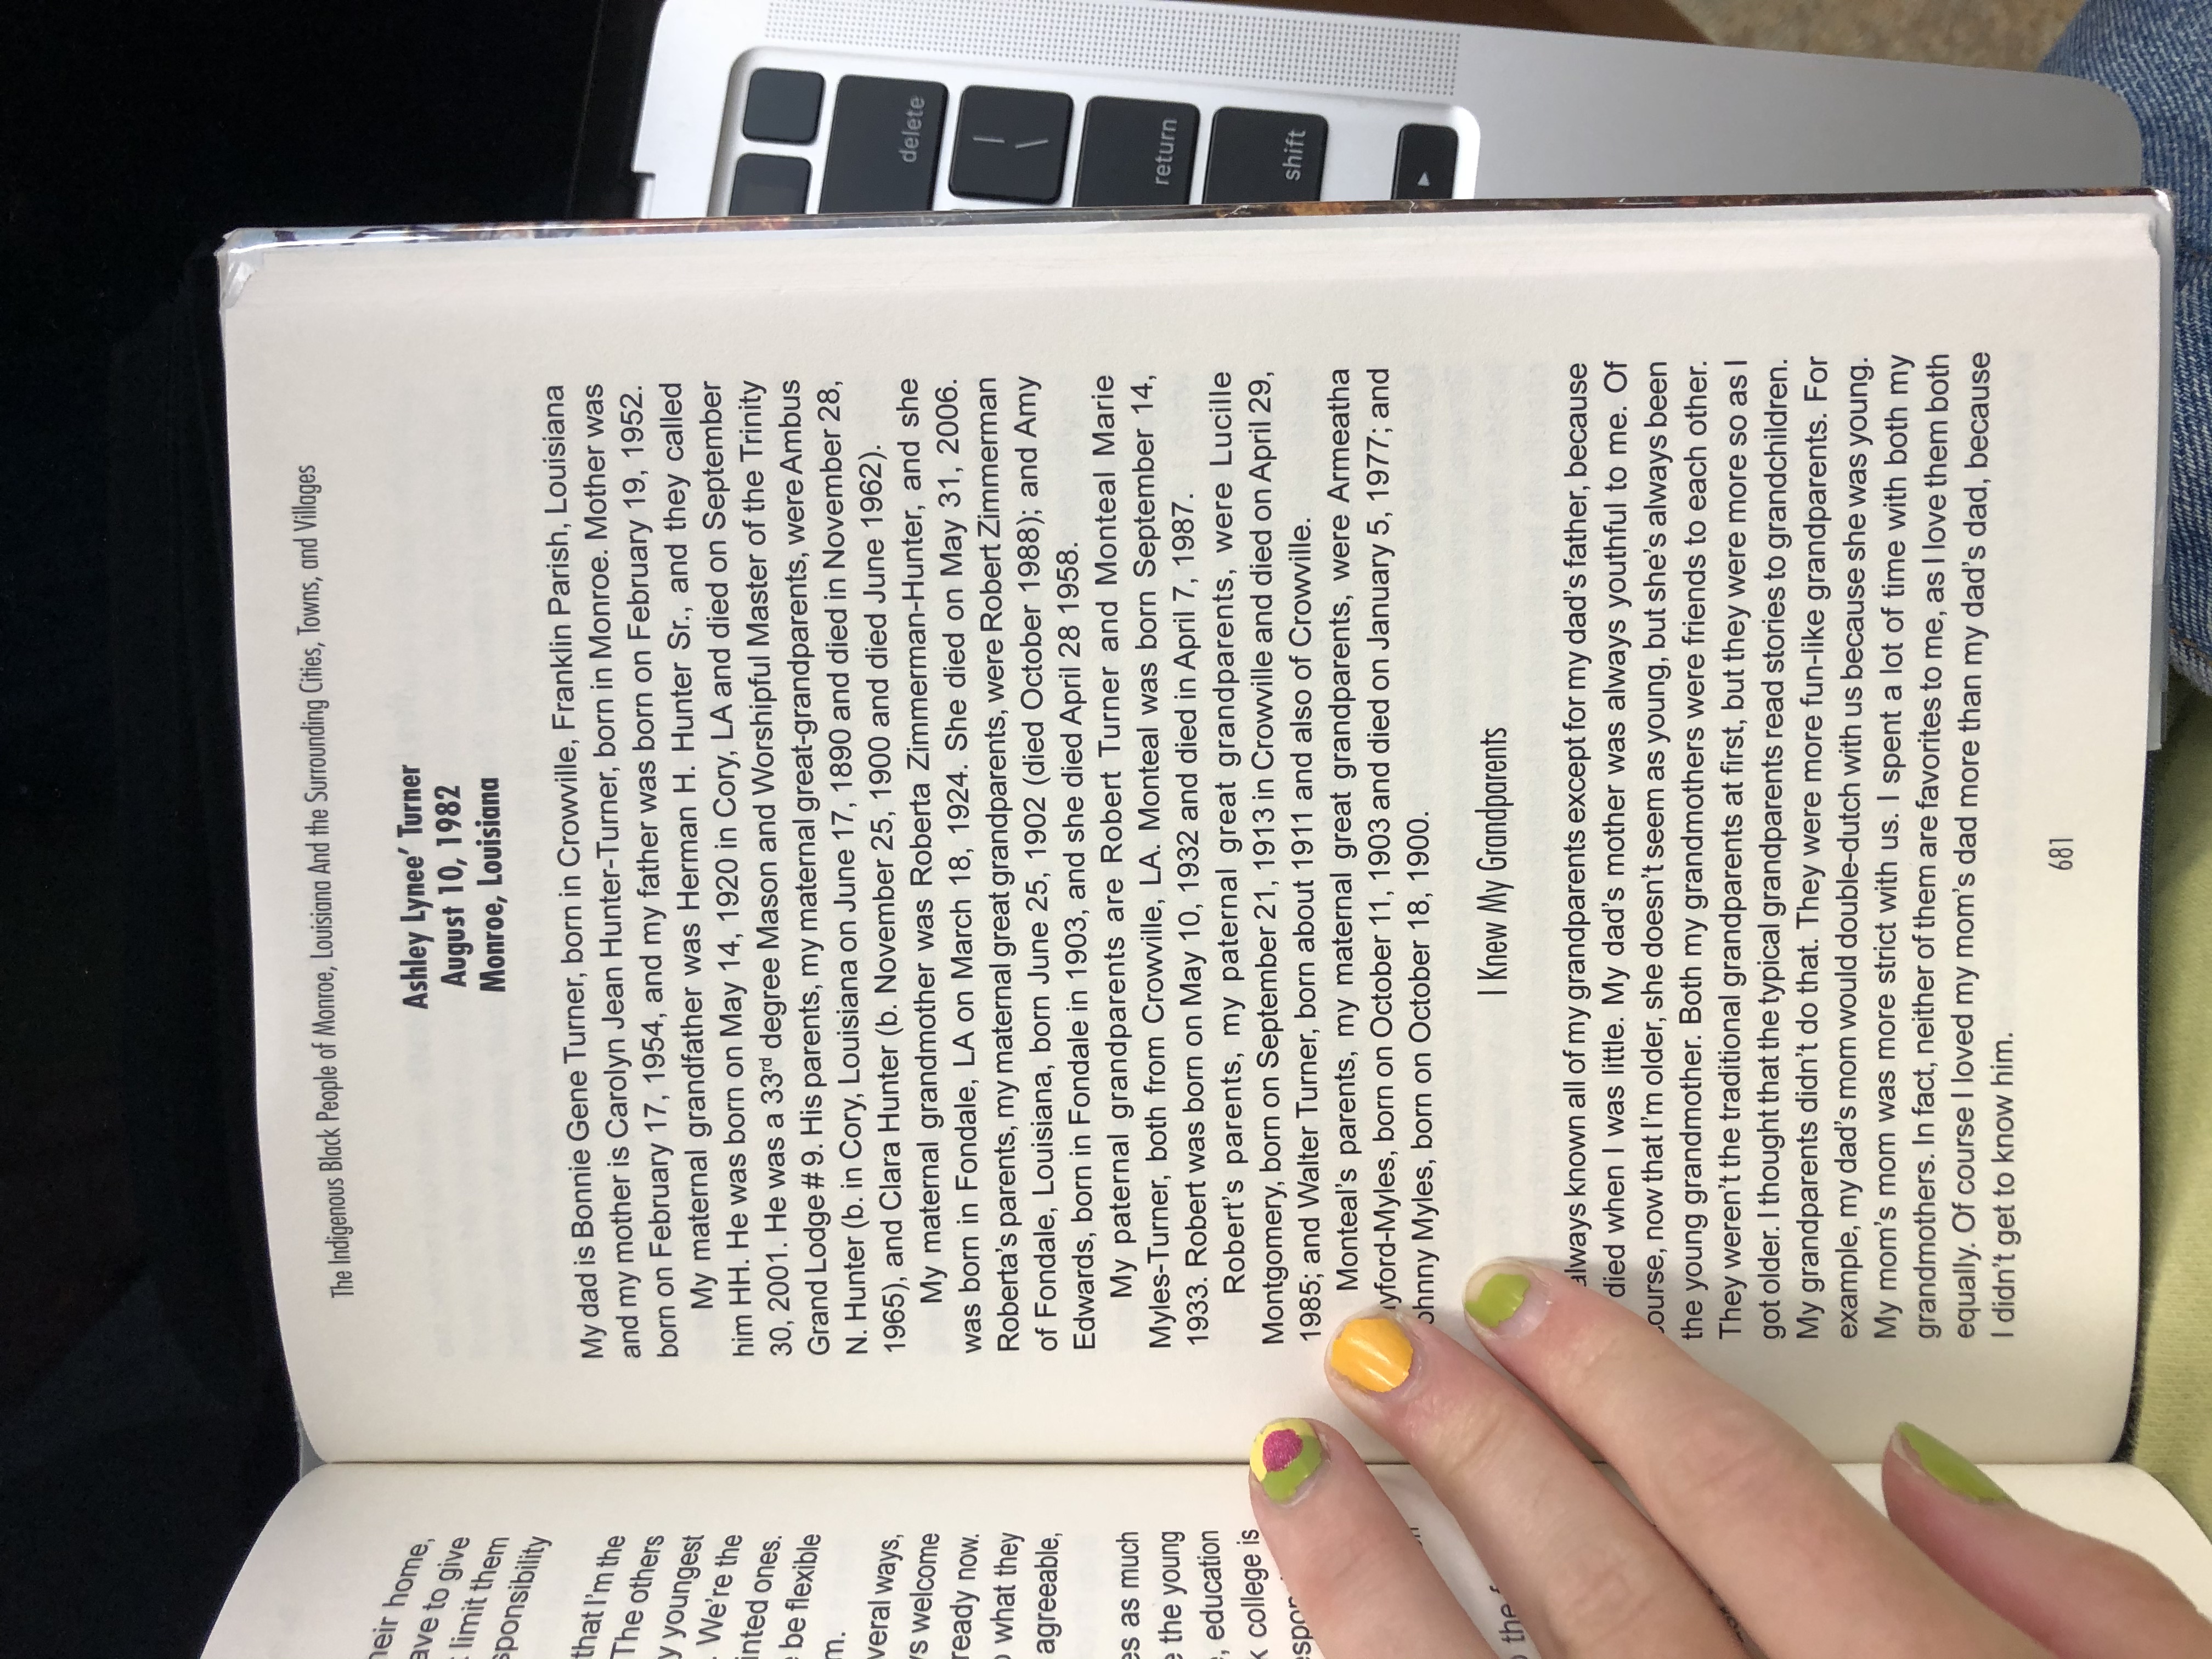 heir home,
ave to give
limit them
sponsibility
that I'm the
The others
y youngest
. We're the
inted ones.
be flexible
m.
veral ways,
s welcome
ready now.
what they
agreeable,
es as much
the young
, education
k college is
the
The Indigenous Black People of Monroe, Louisiana And the Surrounding Cities, Towns, and Villages
Ashley Lynee' Turner
August 10, 1982
Monroe, Louisiana
My dad is Bonnie Gene Turner, born in Crowville, Franklin Parish, Louisiana
and my mother is Carolyn Jean Hunter-Turner, born in Monroe. Mother was
born on February 17, 1954, and my father was born on February 19, 1952.
My maternal grandfather was Herman H. Hunter Sr., and they called
him HH. He was born on May 14, 1920 in Cory, LA and died on September
30, 2001. He was a 33rd degree Mason and Worshipful Master of the Trinity
Grand Lodge # 9. His parents, my maternal great-grandparents, were Ambus
N. Hunter (b. in Cory, Louisiana on June 17, 1890 and died in November 28,
1965), and Clara Hunter (b. November 25, 1900 and died June 1962).
My maternal grandmother was Roberta Zimmerman-Hunter, and she
was born in Fondale, LA on March 18, 1924. She died on May 31, 2006.
Roberta's parents, my maternal great grandparents, were Robert Zimmerman
of Fondale, Louisiana, born June 25, 1902 (died October 1988); and Amy
Edwards, born in Fondale in 1903, and she died April 28 1958.
My paternal grandparents are Robert Turner and Monteal Marie
Myles-Turner, both from Crowville, LA. Monteal was born September 14,
1933. Robert was born on May 10, 1932 and died in April 7, 1987.
Robert's parents, my paternal great grandparents, were Lucille
Montgomery, born on September 21, 1913 in Crowville and died on April 29,
1985; and Walter Turner, born about 1911 and also of Crowville.
Monteal's parents, my maternal great grandparents, were Armeatha
yford-Myles, born on October 11, 1903 and died on January 5, 1977; and
ohnny Myles, born on October 18, 1900.
I Knew My Grandparents
always known all of my grandparents except for my dad's father, because
died when I was little. My dad's mother was always youthful to me. Of
ourse, now that I'm older, she doesn't seem as young, but she's always been
the young grandmother. Both my grandmothers were friends to each other.
They weren't the traditional grandparents at first, but they were more so as I
got older. I thought that the typical grandparents read stories to grandchildren.
My grandparents didn't do that. They were more fun-like grandparents. For
example, my dad's mom would double-dutch with us because she was young.
My mom's mom was more strict with us. I spent a lot of time with both my
grandmothers. In fact, neither of them are favorites to me, as I love them both
equally. Of course I loved my mom's dad more than my dad's dad, because
I didn't get to know him.
681
delete
|
\
return
shift